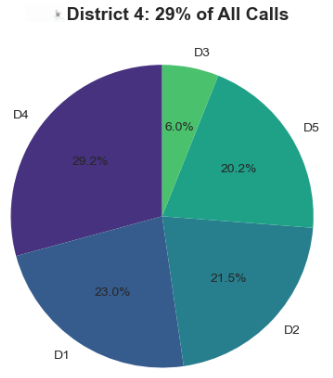 District 4: 29% of All Calls
D3
D4
6.0%
D5
29.2%
20.2%
23.0%
21.5%
D2
D1